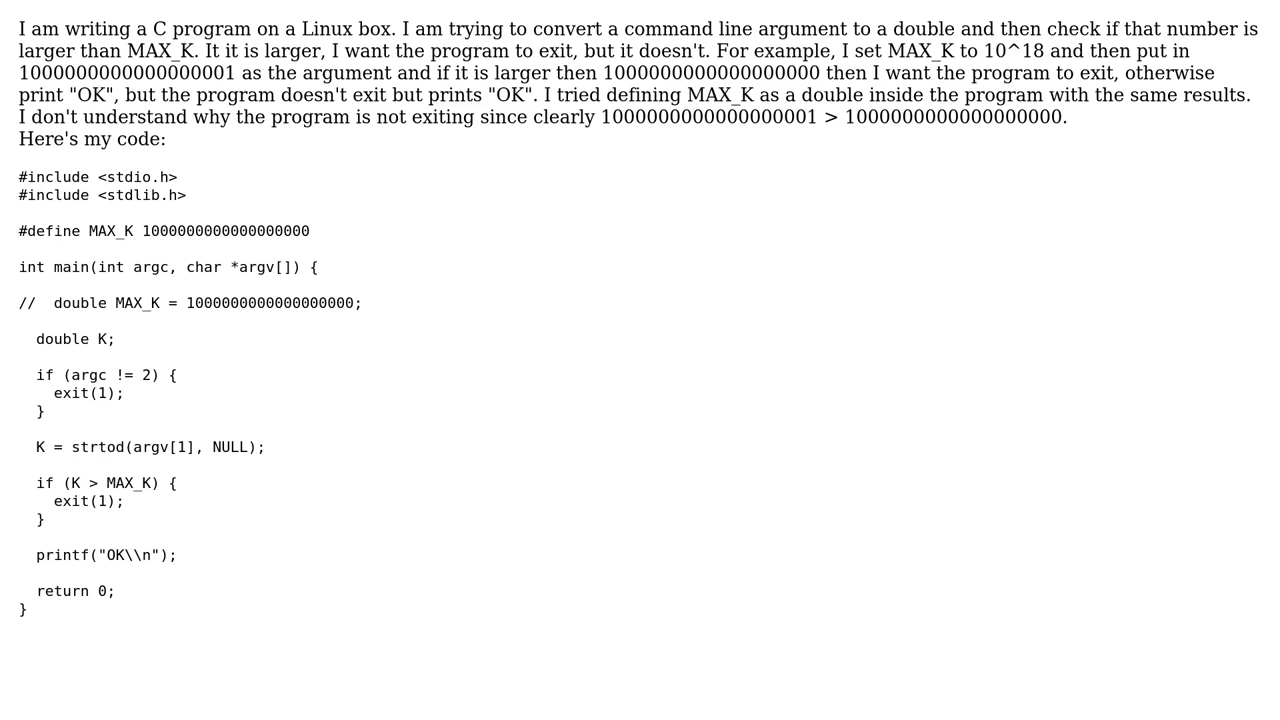 I am writing a C program on a Linux box. I am trying to convert a command line argument to a double and then check if that number is
larger than MAX_K. It it is larger, I want the program to exit, but it doesn't. For example, I set MAX_K to 10^18 and then put in
1000000000000000001 as the argument and if it is larger then 1000000000000000000 then I want the program to exit, otherwise
print "OK", but the program doesn't exit but prints "OK". I tried defining MAX_K as a double inside the program with the same results.
I don't understand why the program is not exiting since clearly 1000000000000000001 > 1000000000000000000.
Here's my code:
#include <stdio.h>
#include <stdlib.h>
#define MAX_K 1000000000000000000
int main(int argc, char *argv[]) {
//  double MAX_K = 1000000000000000000;
  double K;
  if (argc != 2) {
    exit(1);
  }
  K = strtod(argv[1], NULL);
  if (K > MAX_K) {
    exit(1);
  }
  printf("OK\\n");
  return 0;
}